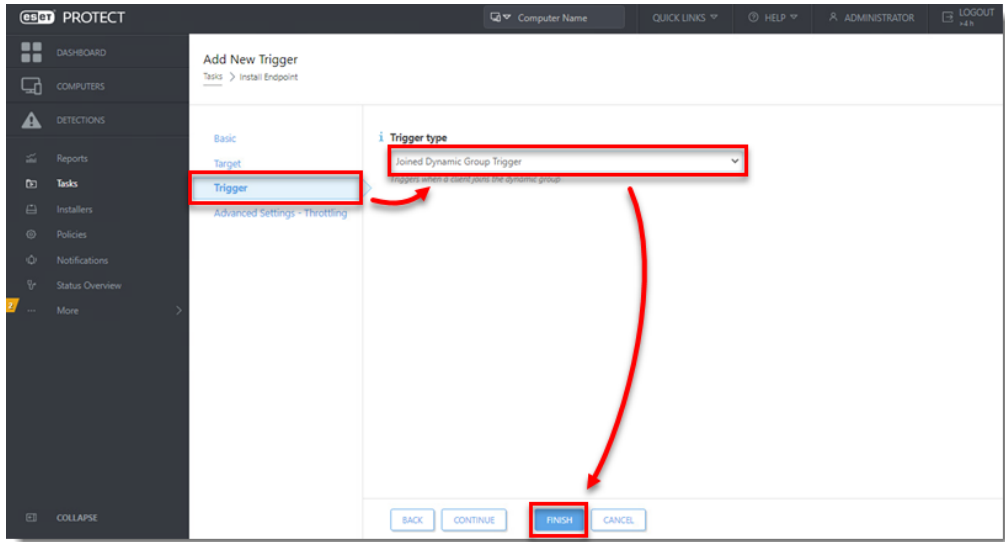 eset PROTECT
Computer Name
QUICK LINKS
HELP
ADMINISTRATOR
LOGOUT
>4 h
DASHBOARD
COMPUTERS
DETECTIONS
Reports
Tasks
Installers
Policies
Notifications
Status Overview
... More
COLLAPSE
Add New Trigger
Tasks > Install Endpoint
Basic
Target
Trigger
Advanced Settings - Throttling
Trigger type
Joined Dynamic Group Trigger
Triggers when a client joins the dynamic group
BACK
CONTINUE
FINISH
CANCEL